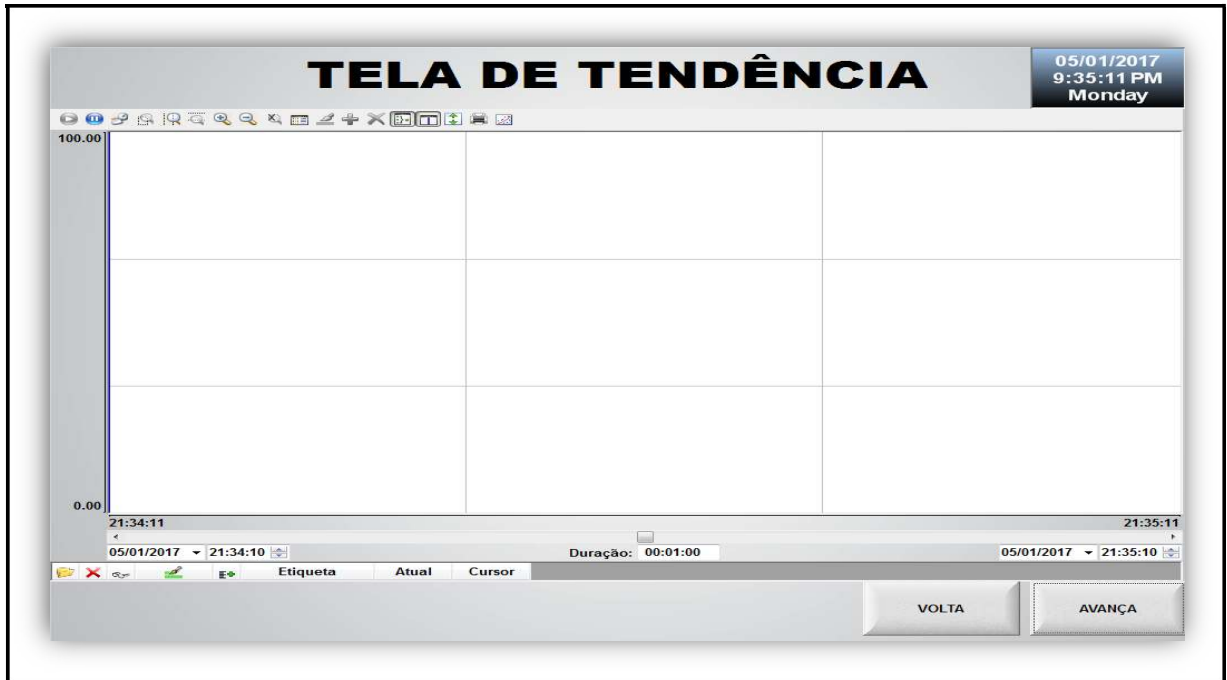 TELA DE TENDÊNCIA
05/01/2017
9:35:11 PM
Monday
100.00
0.00
21:34:11 21:35:11
05/01/2017 21:34:10 Duração: 00:01:00 05/01/2017 21:35:10
Etiqueta Atual Cursor
VOLTA AVANÇA